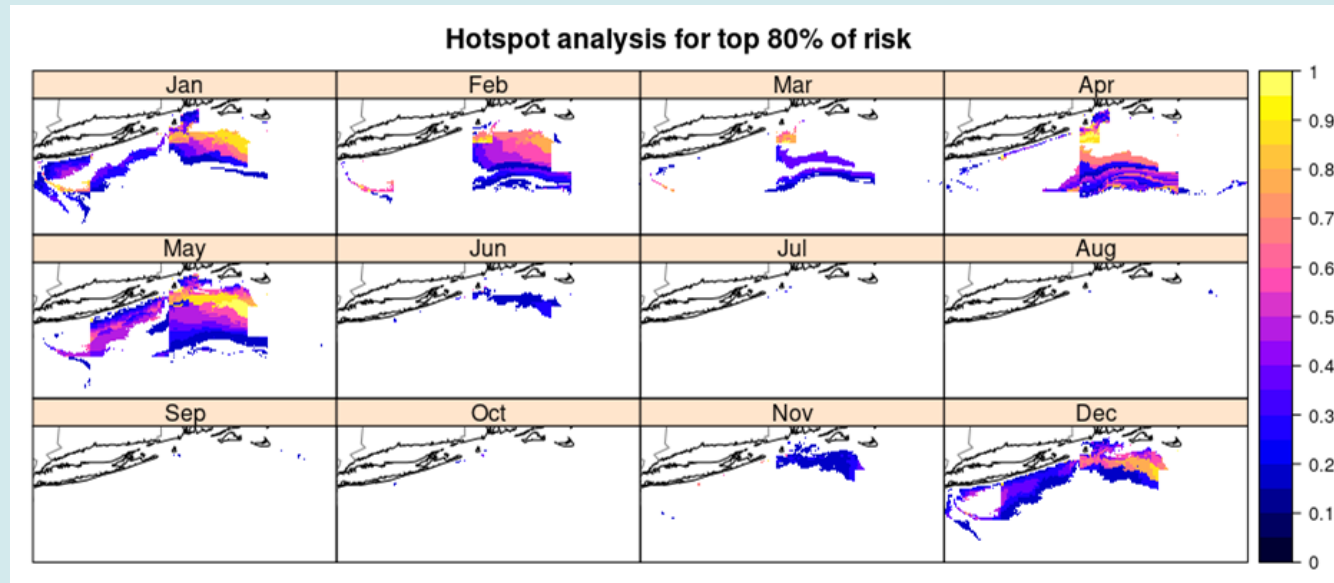 Hotspot analysis for top 80% of risk
Jan Feb Mar Apr
May Jun Jul Aug
Sep Oct Nov Dec
1
0.9
0.8
0.7
0.6
0.5
0.4
0.3
0.2
0.1
0